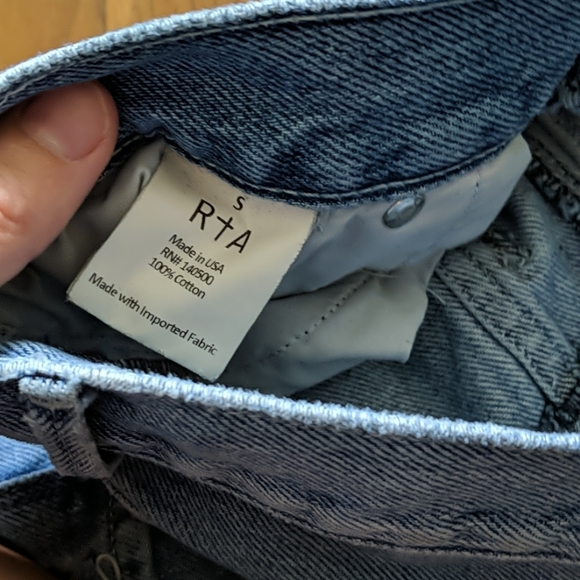 S
R†A
Made in USA
RN# 140500
100% Cotton
Made with Imported Fabric